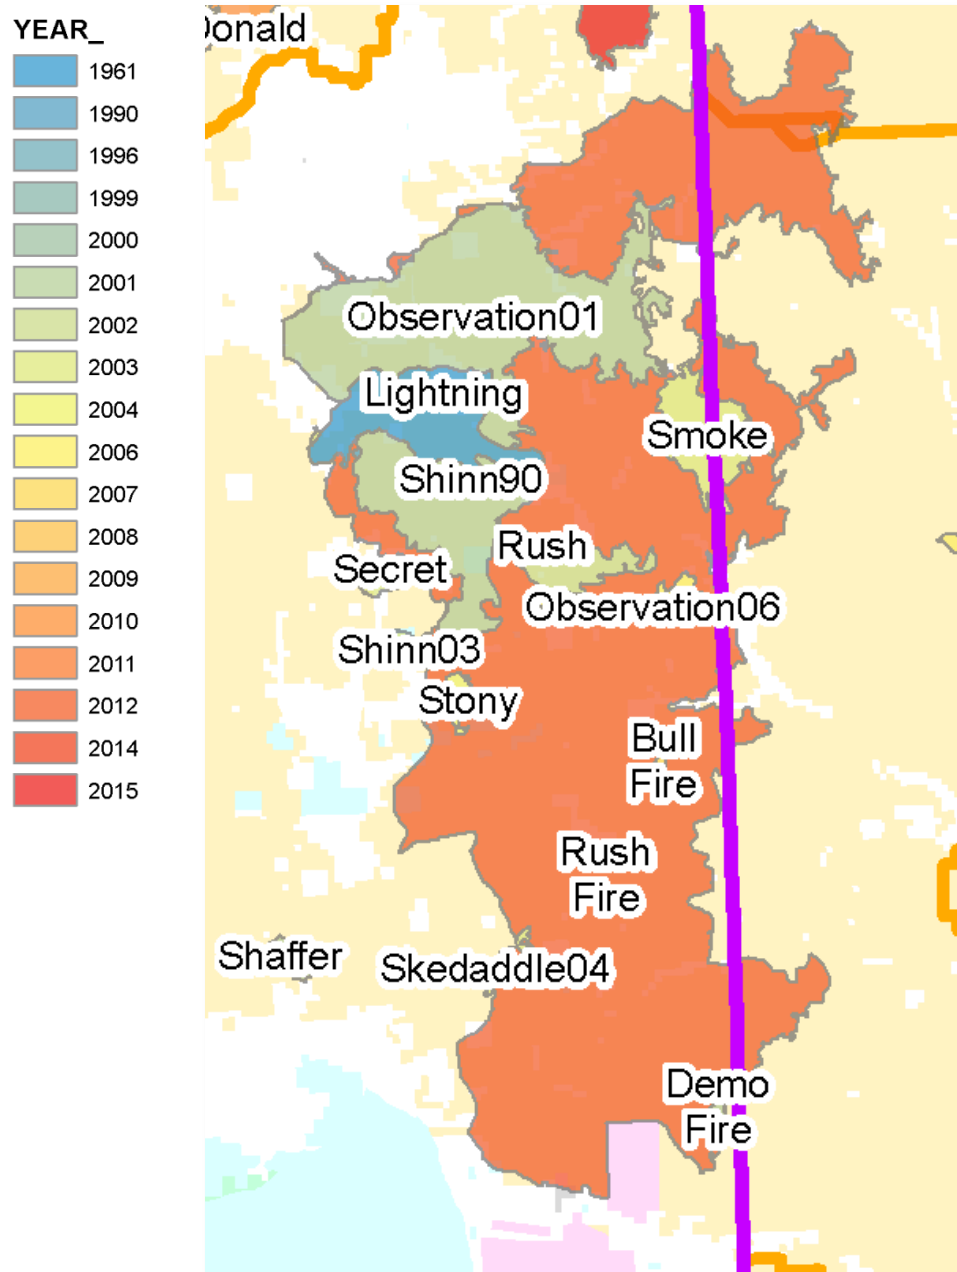 YEAR_
1961
1990
1996
1999
2000
2001
2002
2003
2004
2006
2007
2008
2009
2010
2011
2012
2014
2015
Donald
Observation01
Lightning
Smoke
Shinn90
Rush
Secret
Observation06
Shinn03
Stony
Bull
Fire
Rush
Fire
Shaffer
Skedaddle04
Demo
Fire